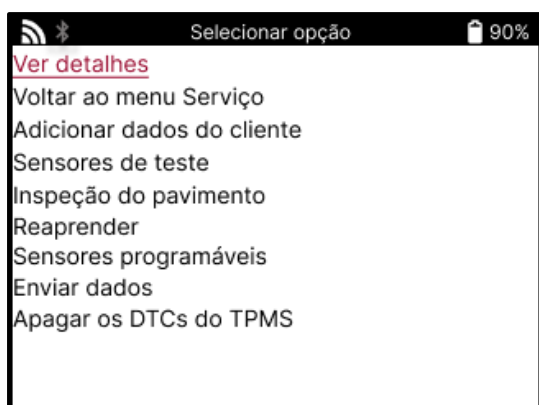 Selecionar opção 90%
Ver detalhes
Voltar ao menu Serviço
Adicionar dados do cliente
Sensores de teste
Inspeção do pavimento
Reaprender
Sensores programáveis
Enviar dados
Apagar os DTCs do TPMS